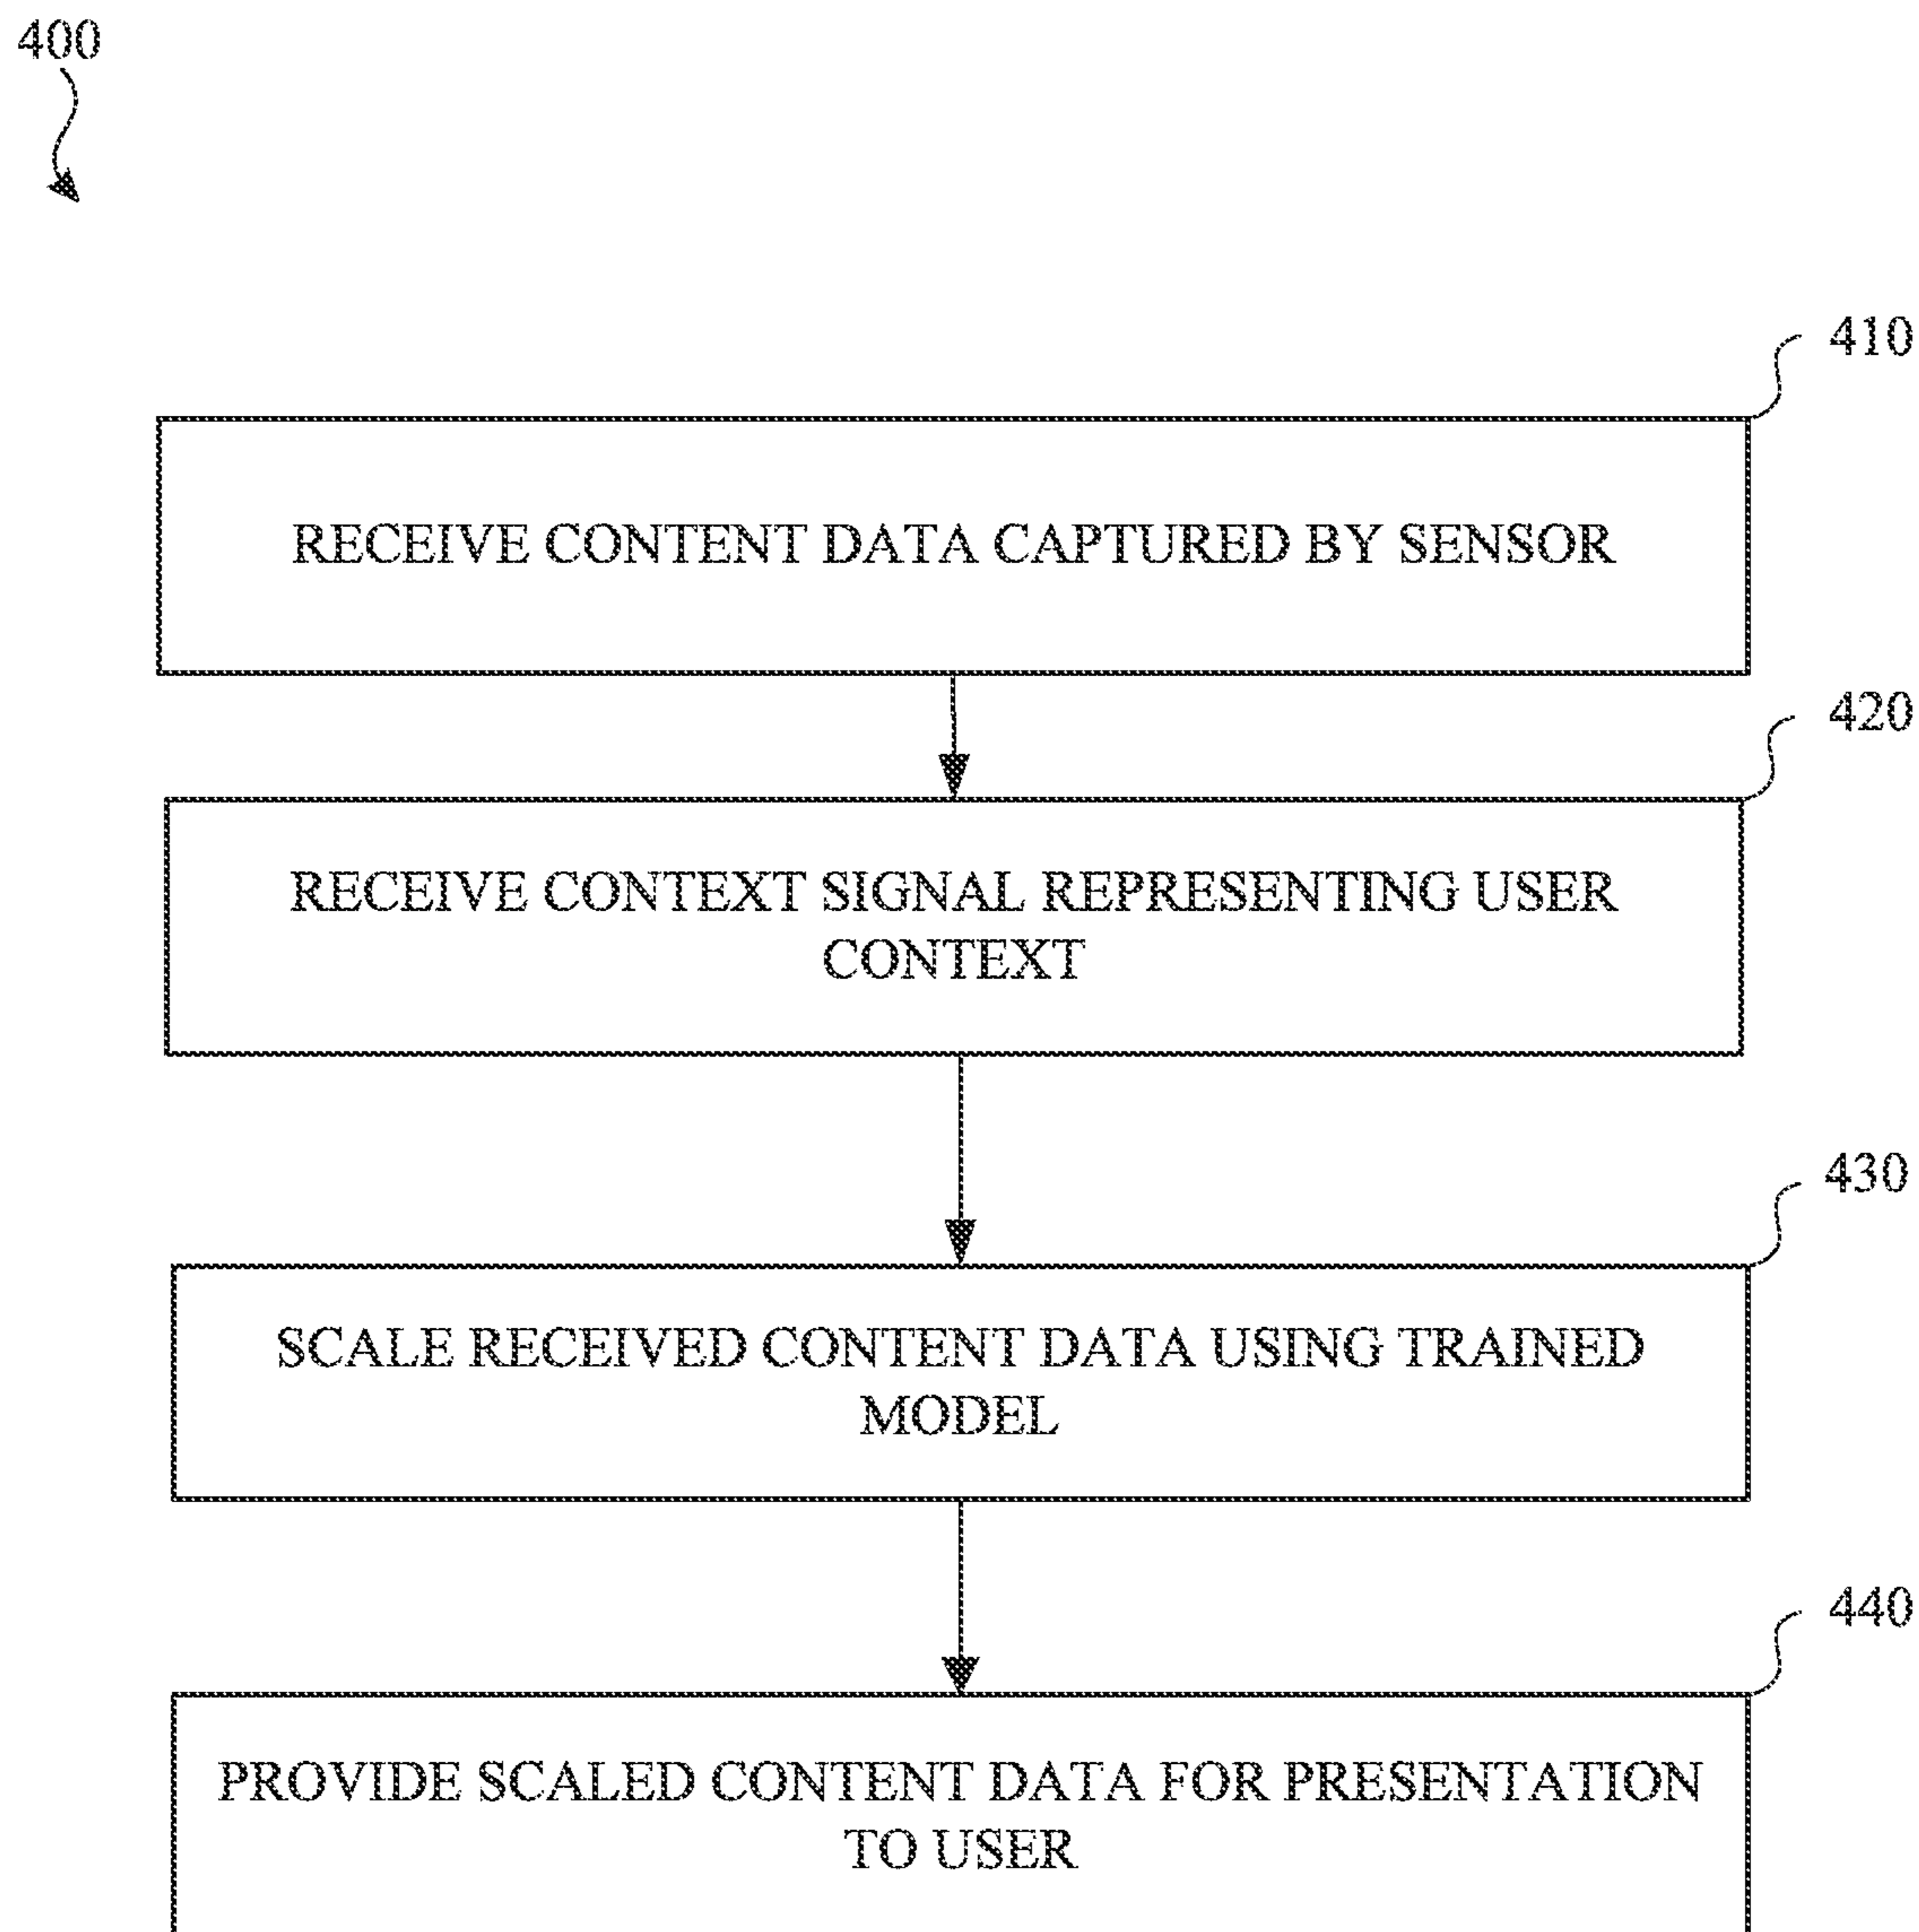 400
410
RECEIVE CONTENT DATA CAPTURED BY SENSOR
420
RECEIVE CONTEXT SIGNAL REPRESENTING USER
CONTEXT
430
SCALE RECEIVED CONTENT DATA USING TRAINED
MODEL
440
PROVIDE SCALED CONTENT DATA FOR PRESENTATION
TO USER